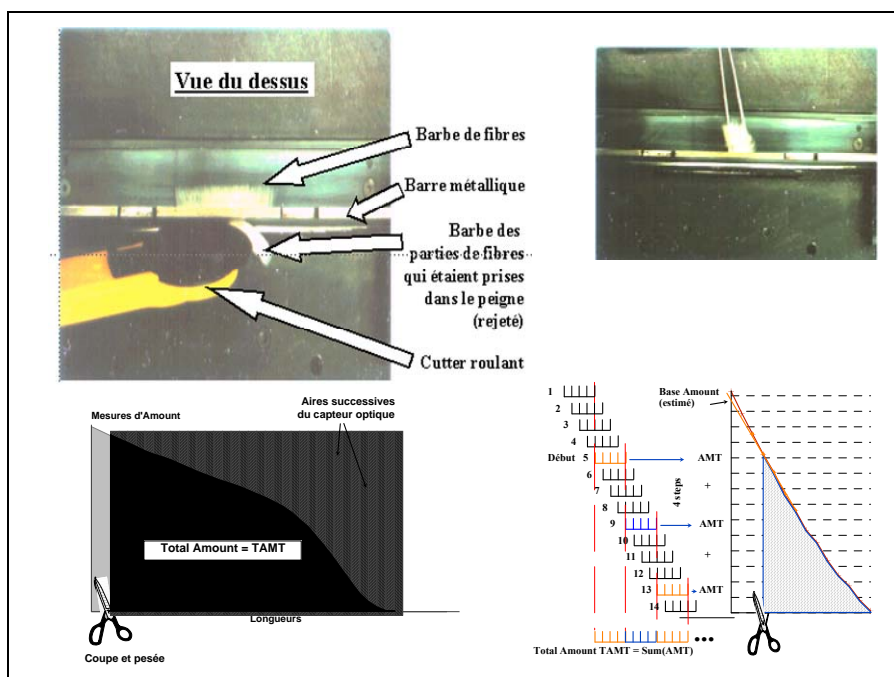 Vue du dessus
Barbe de fibres
Barre métallique
Barbe des
parties de fibres
qui étaient prises
dans le peigne
(rejeté)
Cutter roulant
Aires successives
du capteur optique
Mesures d'Amount
Total Amount = TAMT
Longueurs
Coupe et pesée
1
2
3
4
Début 5
6
7
8
9
10
11
12
13
14
4 steps
AMT
+
AMT
+
AMT
Base Amount
(estimé)
Total Amount TAMT = Sum(AMT)